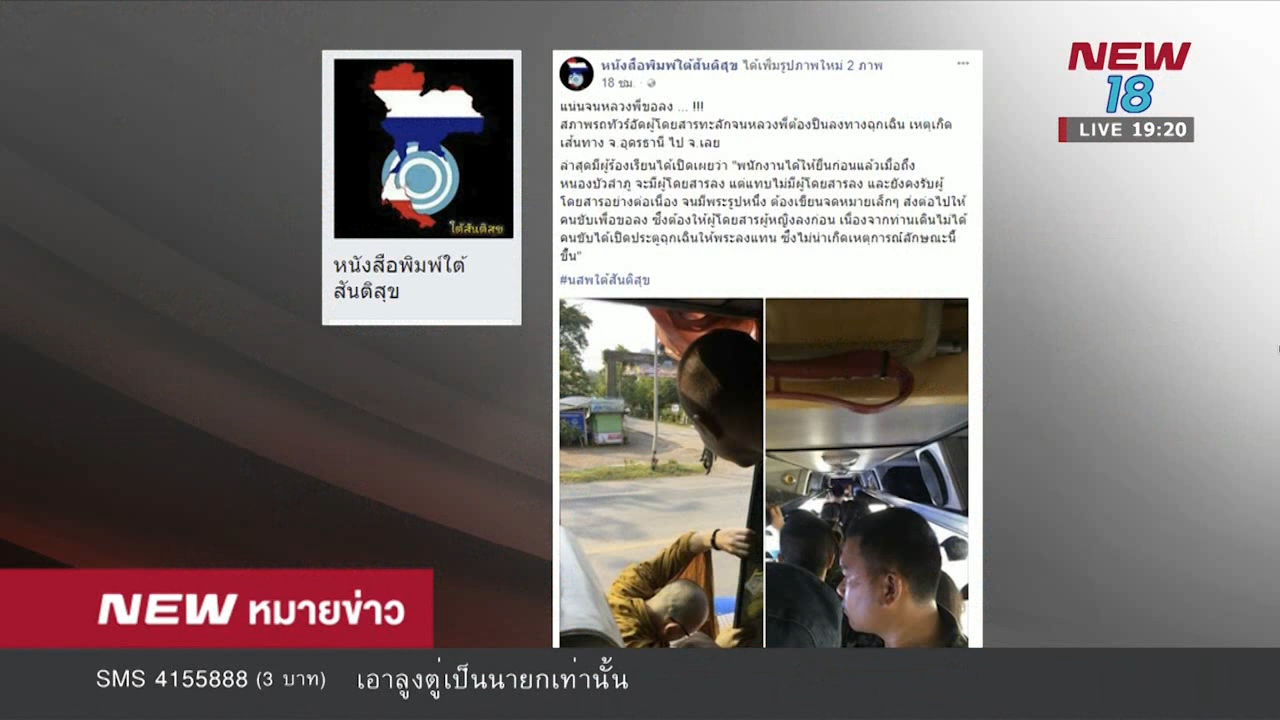 NEW
18
LIVE 19:20
ใต้สันติสุข
หนังสือพิมพ์ใต้
สันติสุข
หนังสือพิมพ์ใต้สันติสุข ได้เพิ่มรูปภาพใหม่ 2 ภาพ
18 ชม.
แน่นจนหลวงพี่ขอลง ... !!!
สภาพรถทัวร์อัดผู้โดยสารทะลักจนหลวงพี่ต้องปีนลงทางฉุกเฉิน เหตุเกิด
เส้นทาง จ.อุดรธานี ไป จ.เลย
ล่าสุดมีผู้ร้องเรียนได้เปิดเผยว่า "พนักงานได้ให้ยืนก่อนแล้วเมื่อถึง
หนองบัวลำภู จะมีผู้โดยสารลง แต่แทบไม่มีผู้โดยสารลง และยังคงรับผู้
โดยสารอย่างต่อเนื่อง จนมีพระรูปหนึ่ง ต้องเขียนจดหมายเล็กๆ ส่งต่อไปให้
คนขับเพื่อขอลง ซึ่งต้องให้ผู้โดยสารผู้หญิงลงก่อน เนื่องจากท่านเดินไม่ได้
คนขับได้เปิดประตูฉุกเฉินให้พระลงแทน ซึ่งไม่น่าเกิดเหตุการณ์ลักษณะนี้
ขึ้น"
#นสพใต้สันติสุข
NEW หมายข่าว
SMS 4155888 (3 บาท) เอาลูงตู่เป็นนายกเท่านั้น